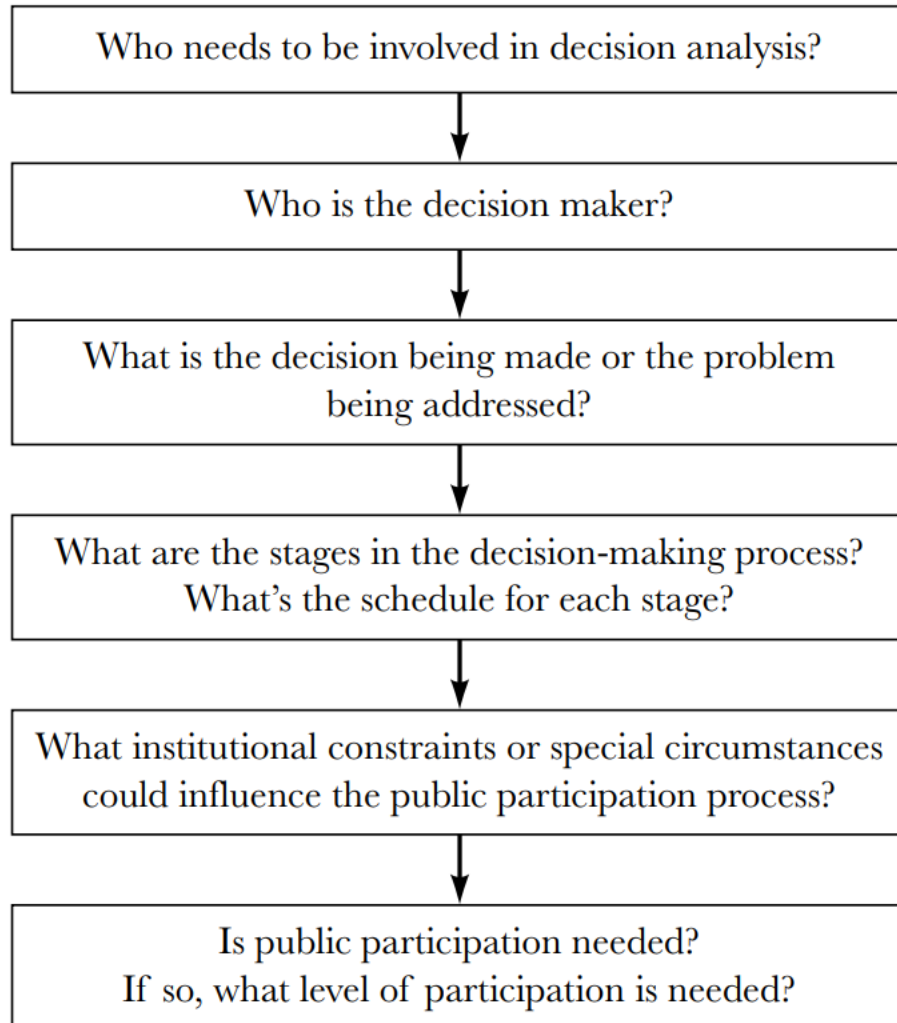 Who needs to be involved in decision analysis?
Who is the decision maker?
What is the decision being made or the problem
being addressed?
What are the stages in the decision-making process?
What’s the schedule for each stage?
What institutional constraints or special circumstances
could influence the public participation process?
Is public participation needed?
If so, what level of participation is needed?